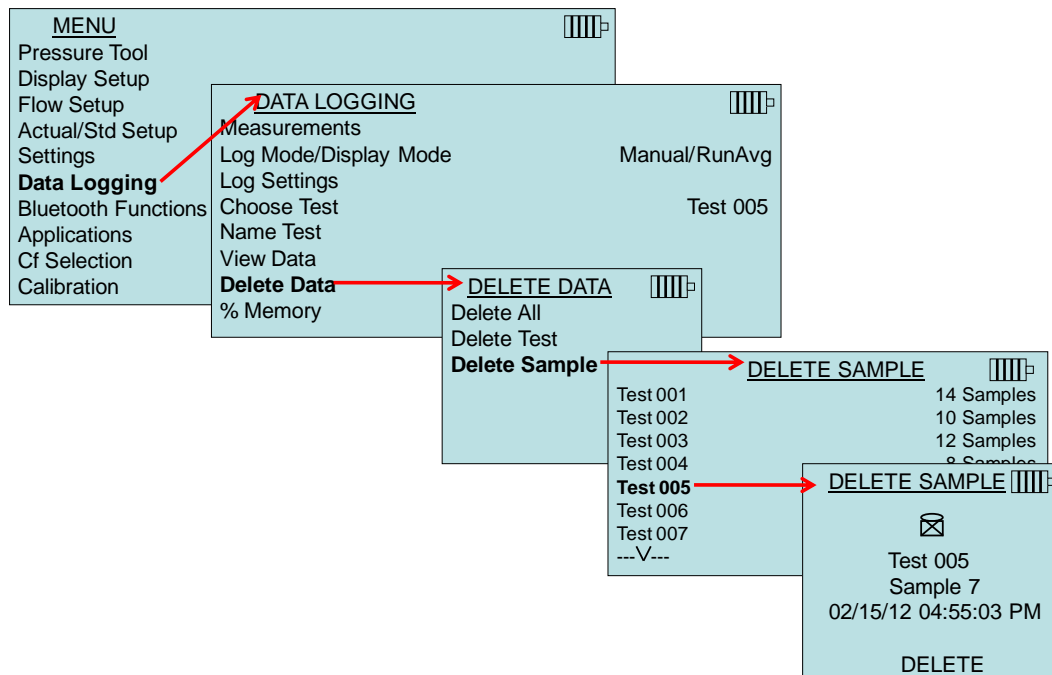 MENU
Pressure Tool
Display Setup
Flow Setup
Actual/Std Setup
Settings
Data Logging
Bluetooth Functions
Applications
Cf Selection
Calibration
DATA LOGGING
Measurements
Log Mode/Display Mode Manual/RunAvg
Log Settings
Choose Test Test 005
Name Test
View Data
Delete Data
% Memory
DELETE DATA
Delete All
Delete Test
Delete Sample
DELETE SAMPLE
Test 001 14 Samples
Test 002 10 Samples
Test 003 12 Samples
Test 004 8 Samples
Test 005
Test 006
Test 007
---V---
DELETE SAMPLE
Test 005
Sample 7
02/15/12 04:55:03 PM
DELETE